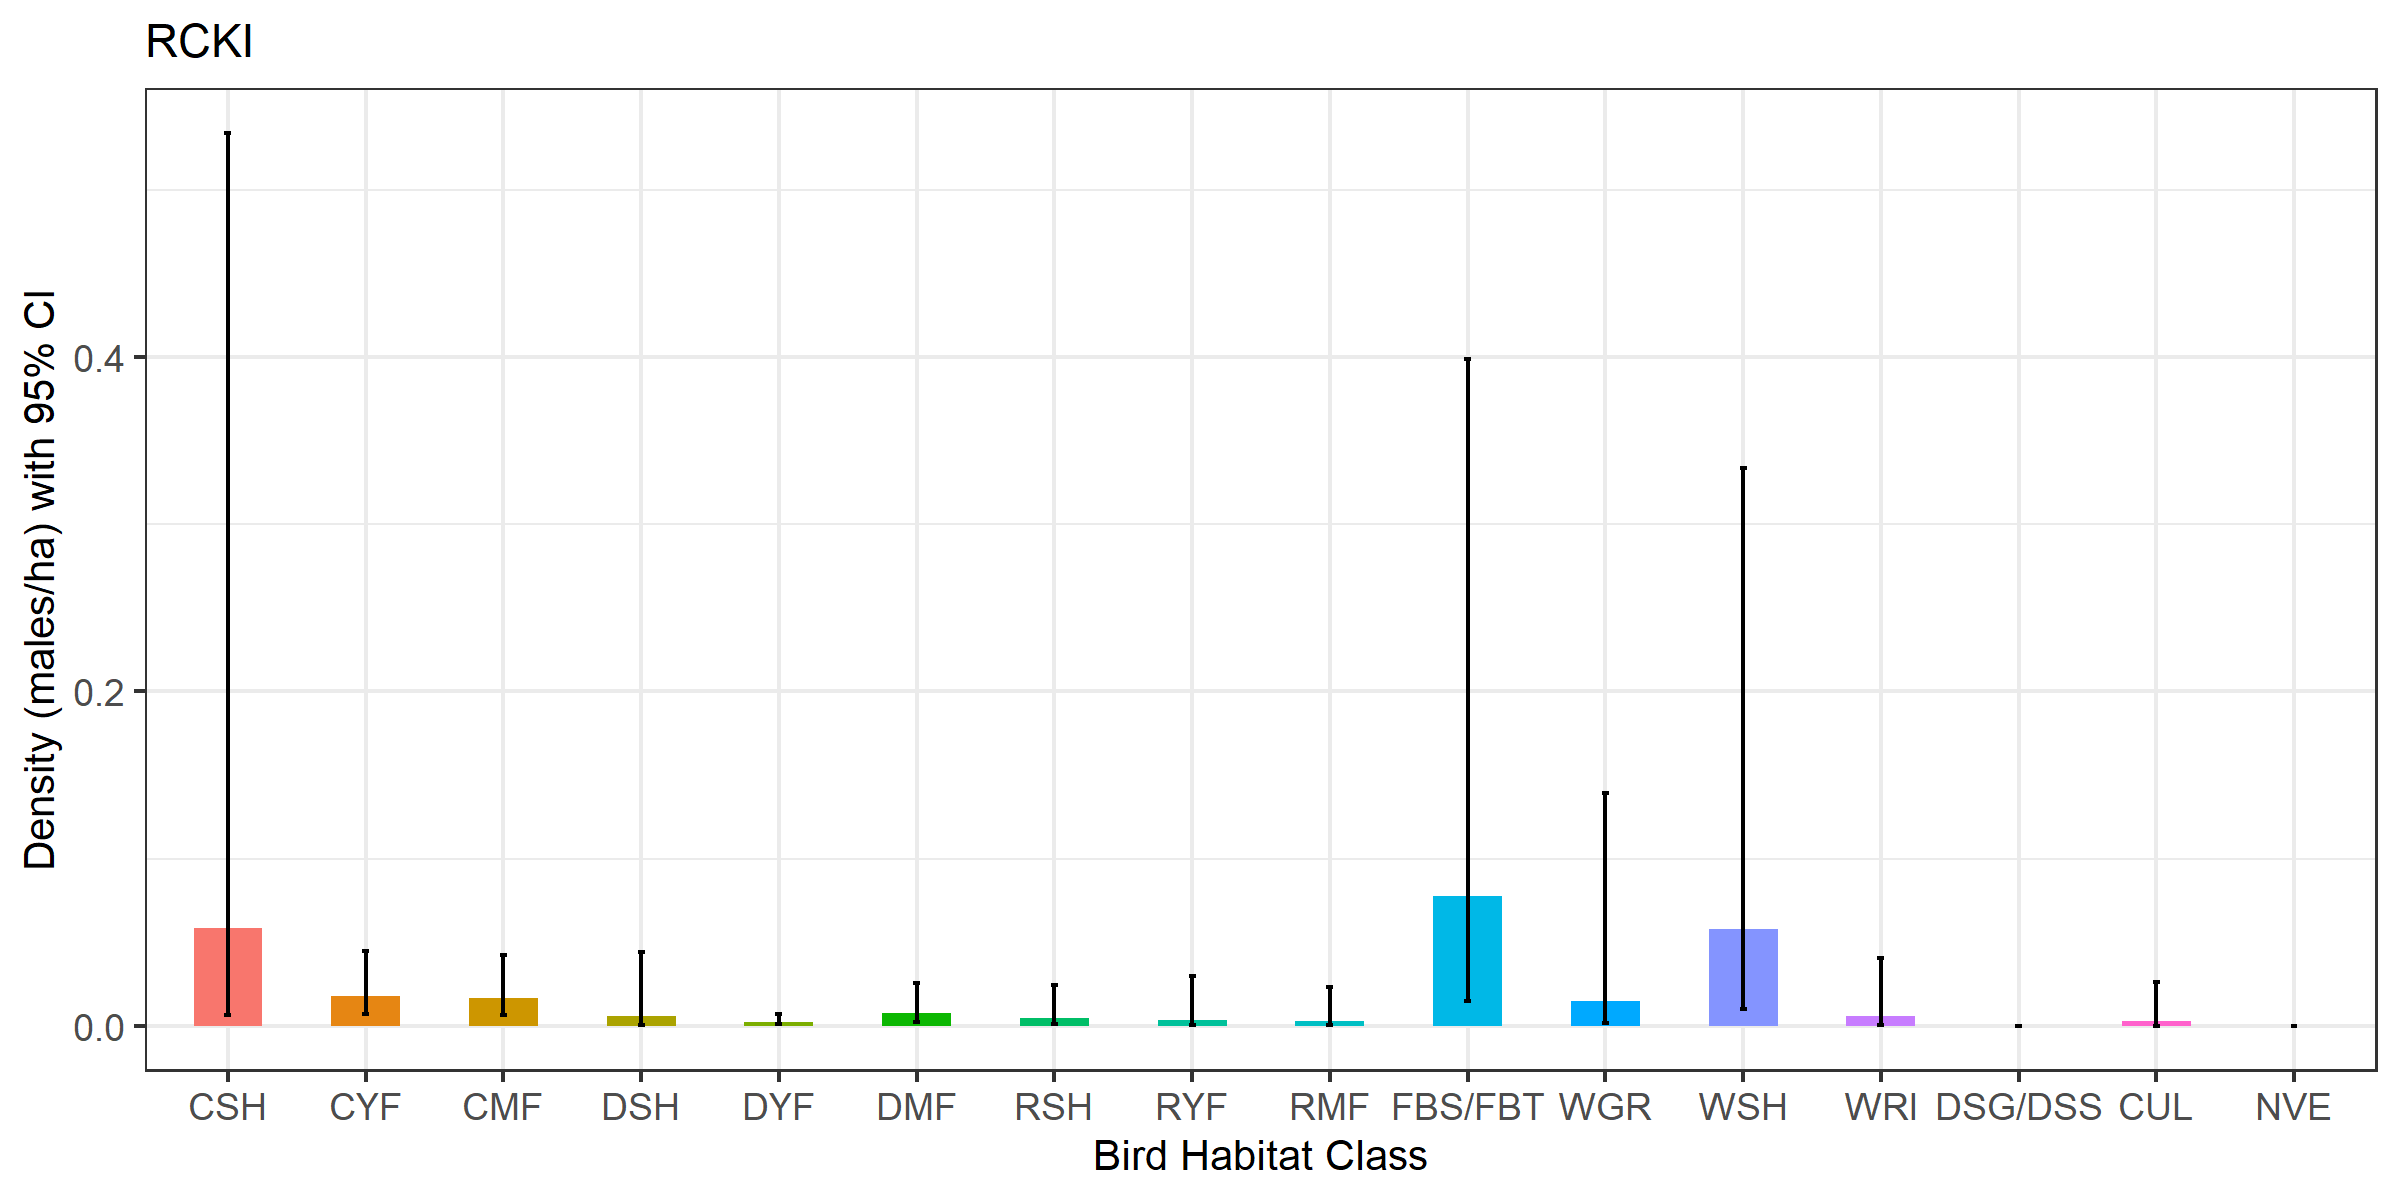 RCKI
Density (males/ha) with 95% CI
0.4
0.2
0.0
CSH CYF CMF DSH DYF DMF RSH RYF RMF FBS/FBT WGR WSH WRI DSG/DSS CUL NVE
Bird Habitat Class